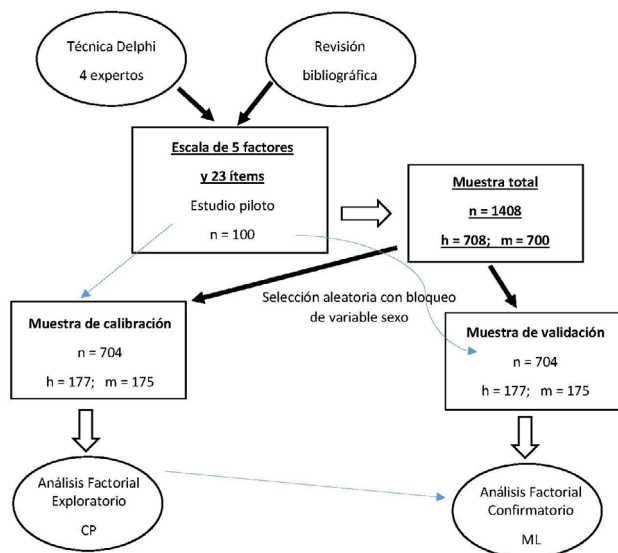 Técnica Delphi
4 expertos
Revisión
bibliográfica
Escala de 5 factores
y 23 ítems
Estudio piloto
n = 100
Muestra total
n = 1408
h = 708; m = 700
Selección aleatoria con bloqueo
de variable sexo
Muestra de calibración
n = 704
h = 177; m = 175
Muestra de validación
n = 704
h = 177; m = 175
Análisis Factorial
Exploratorio
CP
Análisis Factorial
Confirmatorio
ML